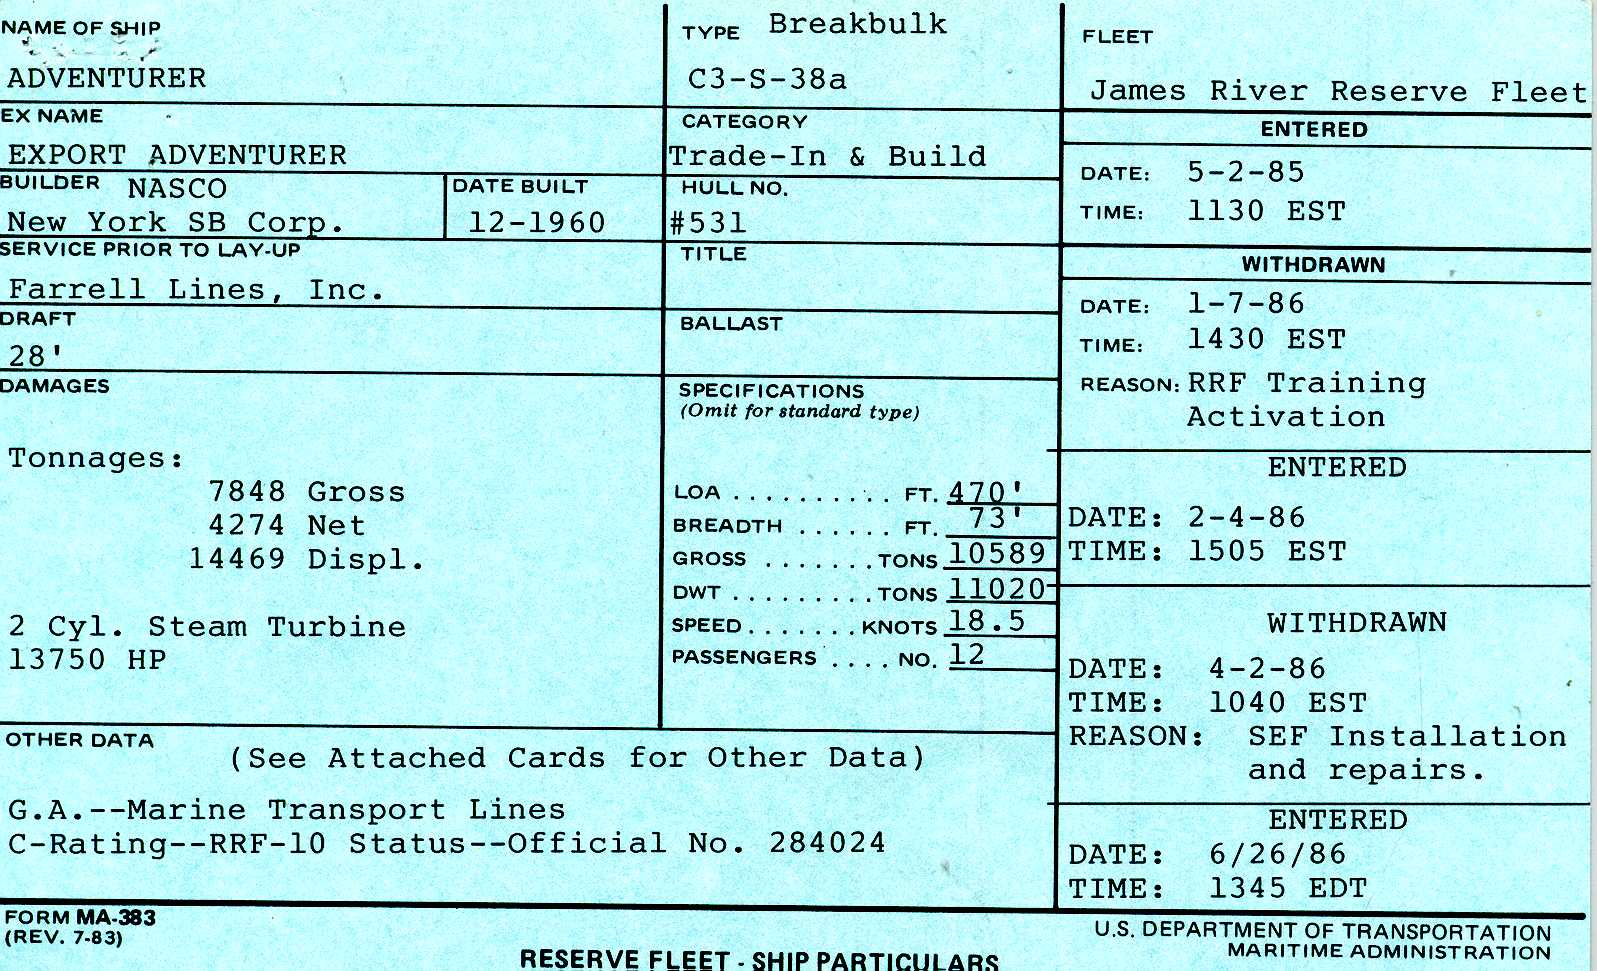 NAME OF SHIP
ADVENTURER
TYPE Breakbulk
C3-S-38a
FLEET
James River Reserve Fleet
EX NAME
EXPORT ADVENTURER
CATEGORY
Trade-In & Build
ENTERED
DATE: 5-2-85
TIME: 1130 EST
BUILDER NASCO
New York SB Corp.
DATE BUILT
12-1960
HULL NO.
#531
SERVICE PRIOR TO LAY-UP
Farrell Lines, Inc.
TITLE
WITHDRAWN
DATE: 1-7-86
TIME: 1430 EST
REASON: RRF Training
Activation
DRAFT
28'
BALLAST
DAMAGES
Tonnages:
7848 Gross
4274 Net
14469 Displ.
2 Cyl. Steam Turbine
13750 HP
SPECIFICATIONS
(Omit for standard type)
LOA .......... FT. 470'
BREADTH ...... FT. 73'
GROSS ....... TONS 10589
DWT ......... TONS 11020
SPEED ....... KNOTS 18.5
PASSENGERS .... NO. 12
ENTERED
DATE: 2-4-86
TIME: 1505 EST
WITHDRAWN
DATE: 4-2-86
TIME: 1040 EST
REASON: SEF Installation
and repairs.
ENTERED
DATE: 6/26/86
TIME: 1345 EDT
OTHER DATA
(See Attached Cards for Other Data)
G.A.--Marine Transport Lines
C-Rating--RRF-10 Status--Official No. 284024
FORM MA-383
(REV. 7-83)
RESERVE FLEET - SHIP PARTICULARS
U.S. DEPARTMENT OF TRANSPORTATION
MARITIME ADMINISTRATION